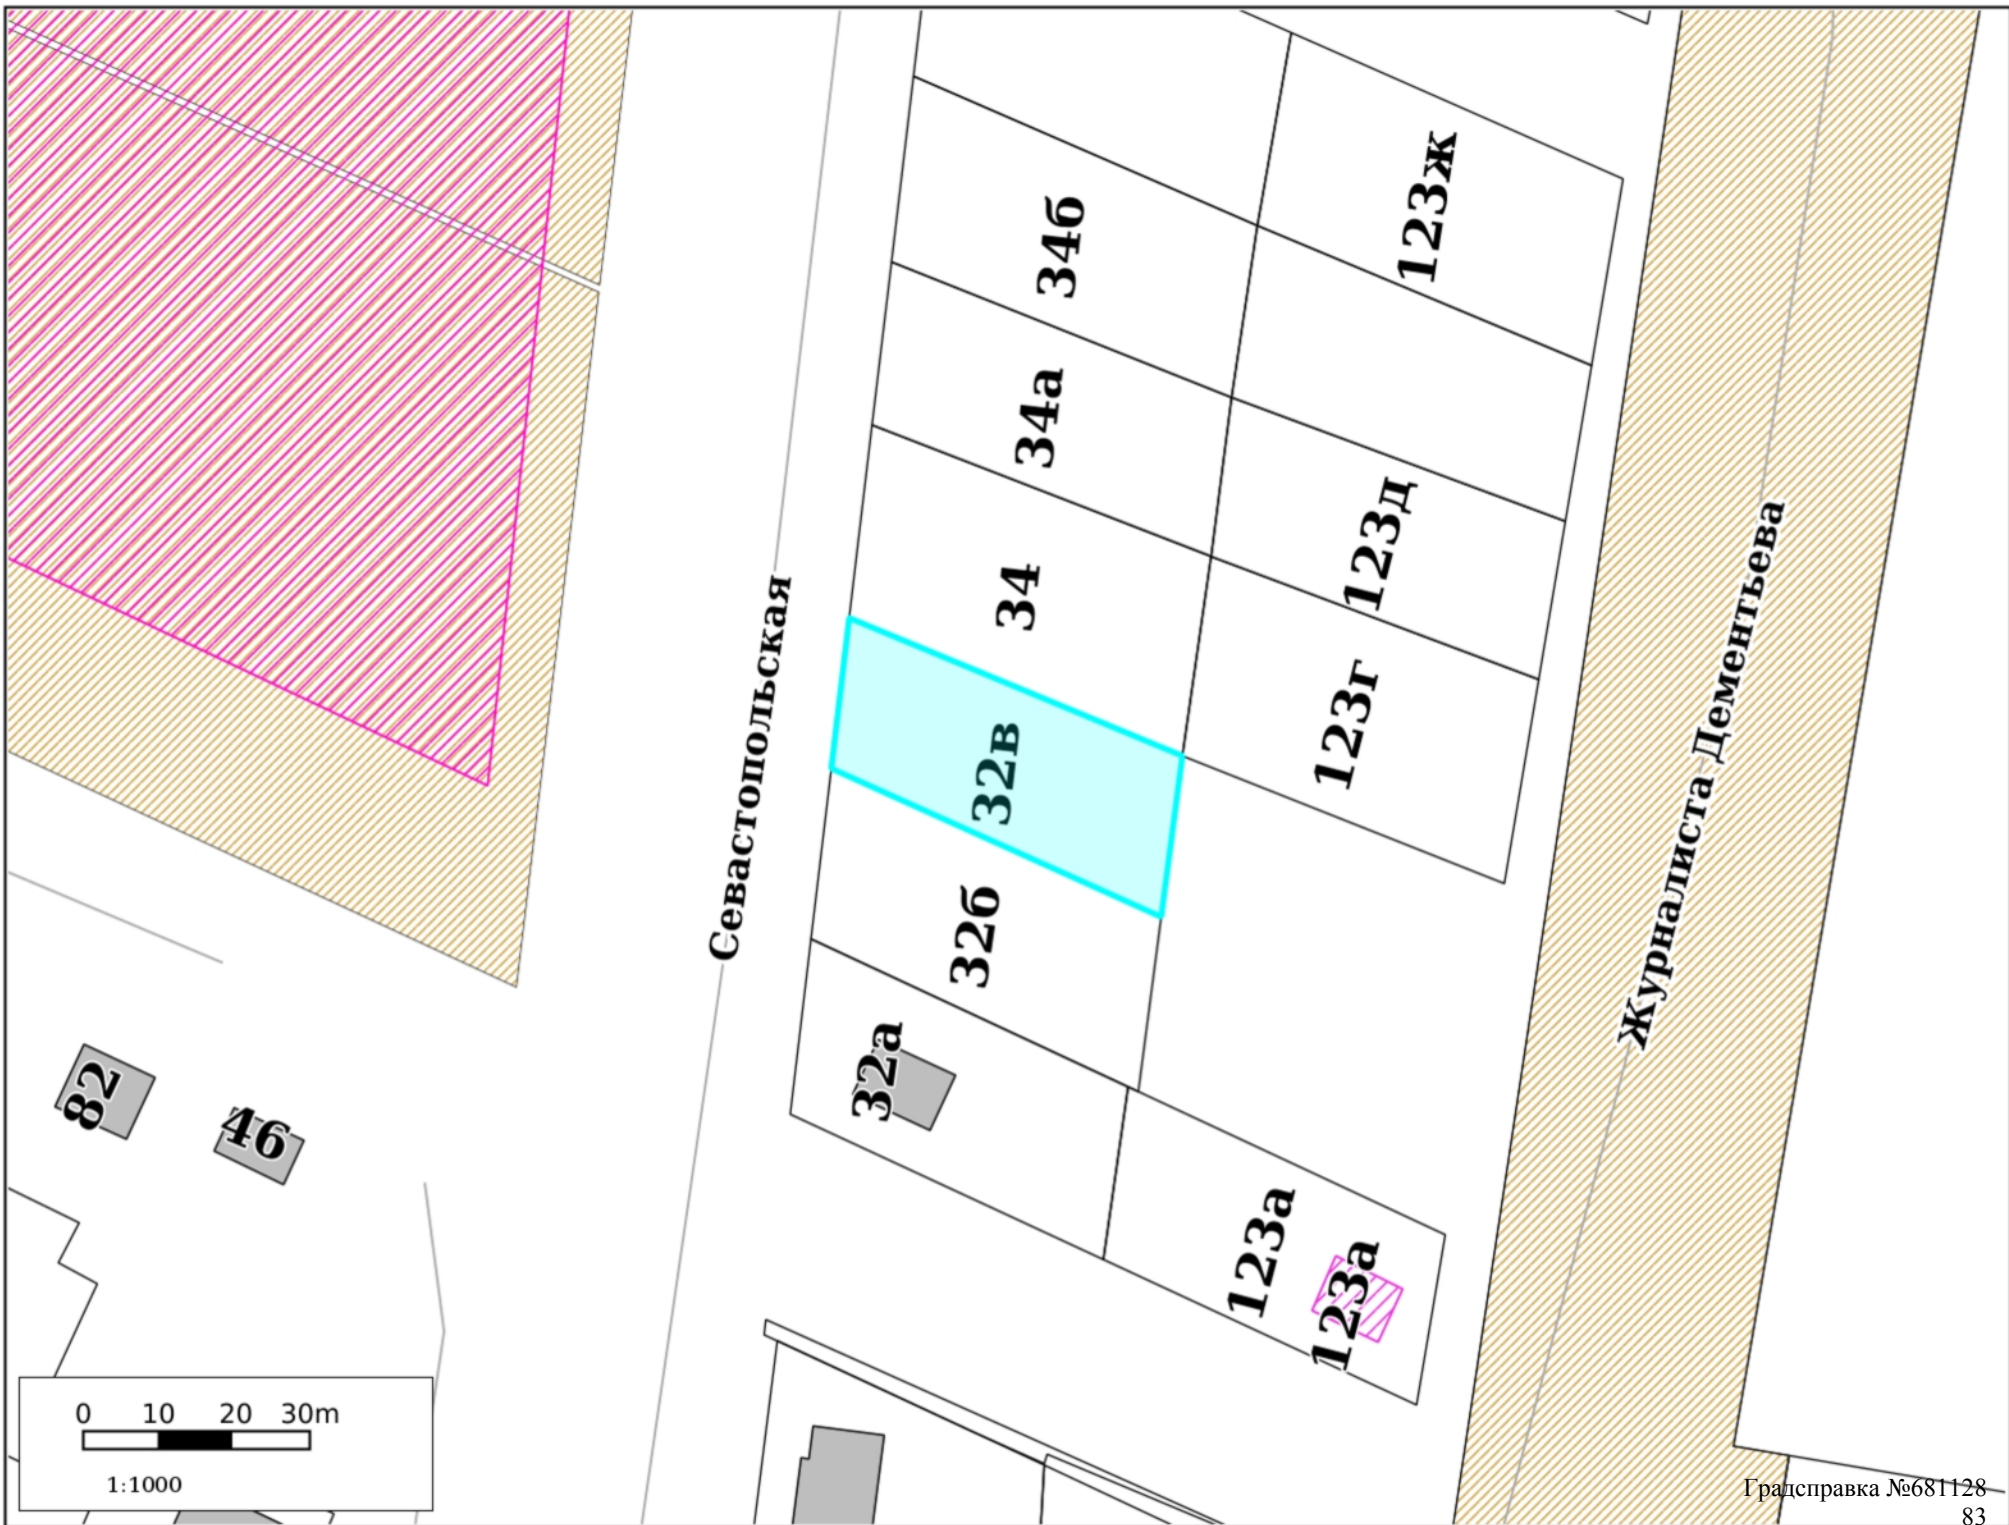 123ж
34б
34а
123д
34
Севастопольская
Журналиста Дементьева
123г
32в
32б
32а
82
46
123а
123а
0 10 20 30m
1:1000
Градсправка №681128
83